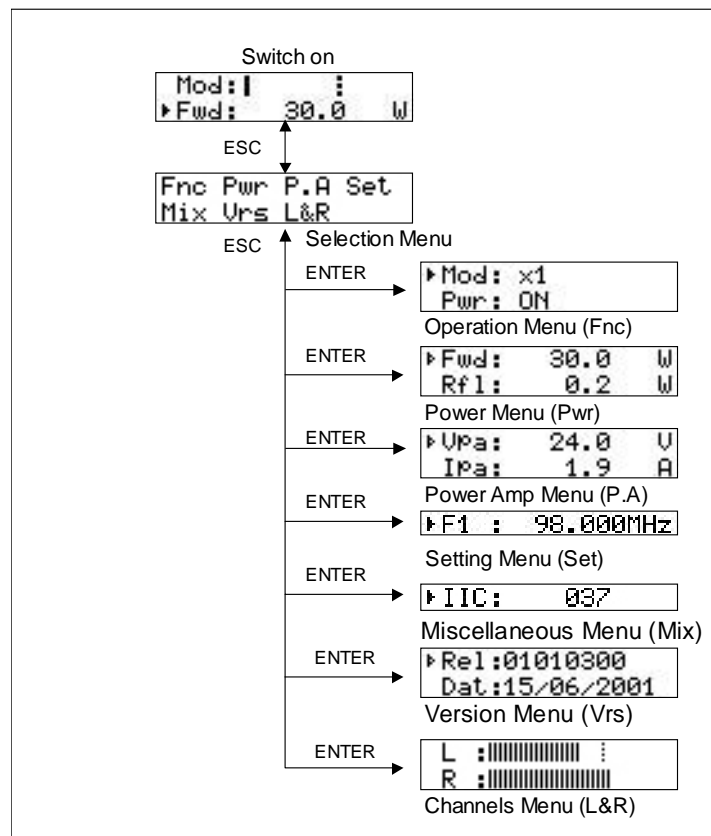 Switch on
Mod:
Fwd: 30.0 W
ESC
Fnc Pwr P.A Set
Mix Vrs L&R
ESC
Selection Menu
ENTER
Mod: x1
Pwr: ON
Operation Menu (Fnc)
ENTER
Fwd: 30.0 W
Rfl: 0.2 W
Power Menu (Pwr)
ENTER
Vpa: 24.0 V
Ipa: 1.9 A
Power Amp Menu (P.A)
ENTER
F1 : 98.000MHz
Setting Menu (Set)
ENTER
IIC: 037
Miscellaneous Menu (Mix)
ENTER
Rel:01010300
Dat:15/06/2001
Version Menu (Vrs)
ENTER
L :
R :
Channels Menu (L&R)